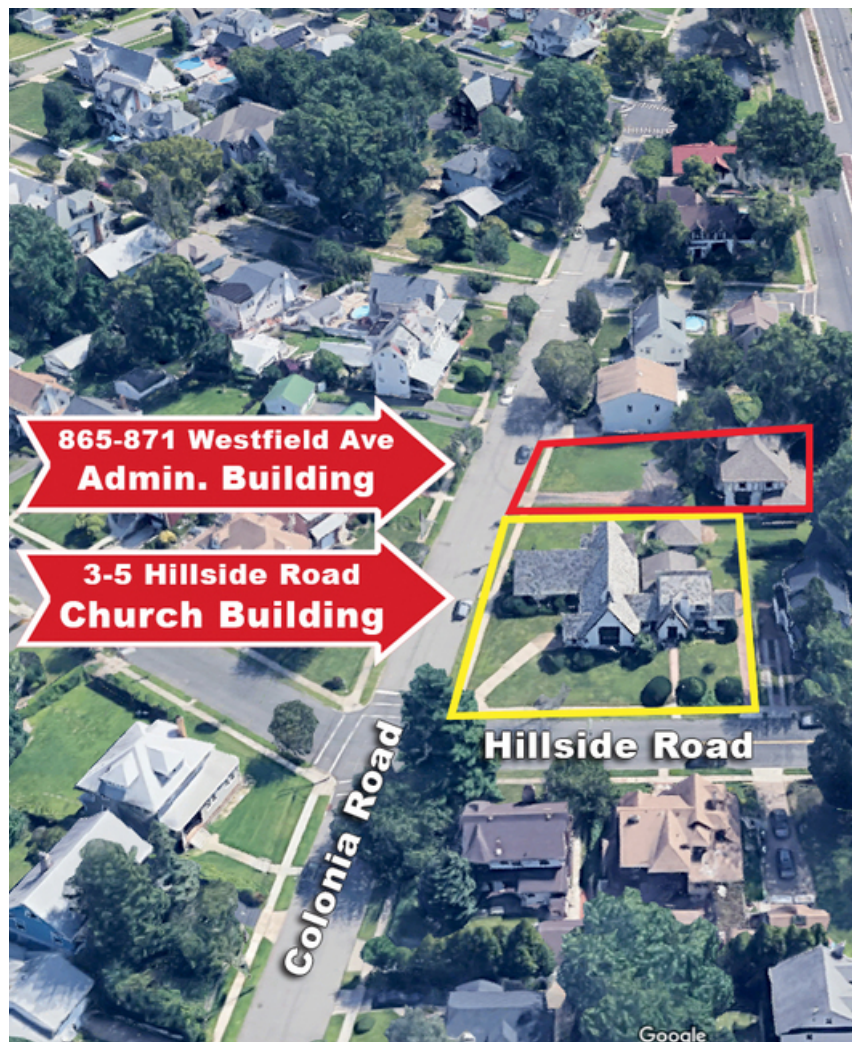 865-871 Westfield Ave
Admin. Building
3-5 Hillside Road
Church Building
Hillside Road
Colonia Road
Google